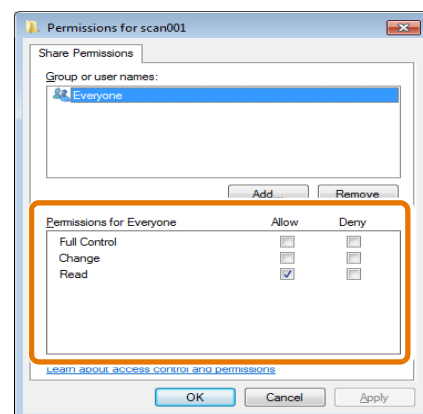 Permissions for scan001
Share Permissions
Group or user names:
Everyone
Add... Remove
Permissions for Everyone Allow Deny
Full Control
Change
Read
Learn about access control and permissions
OK Cancel Apply